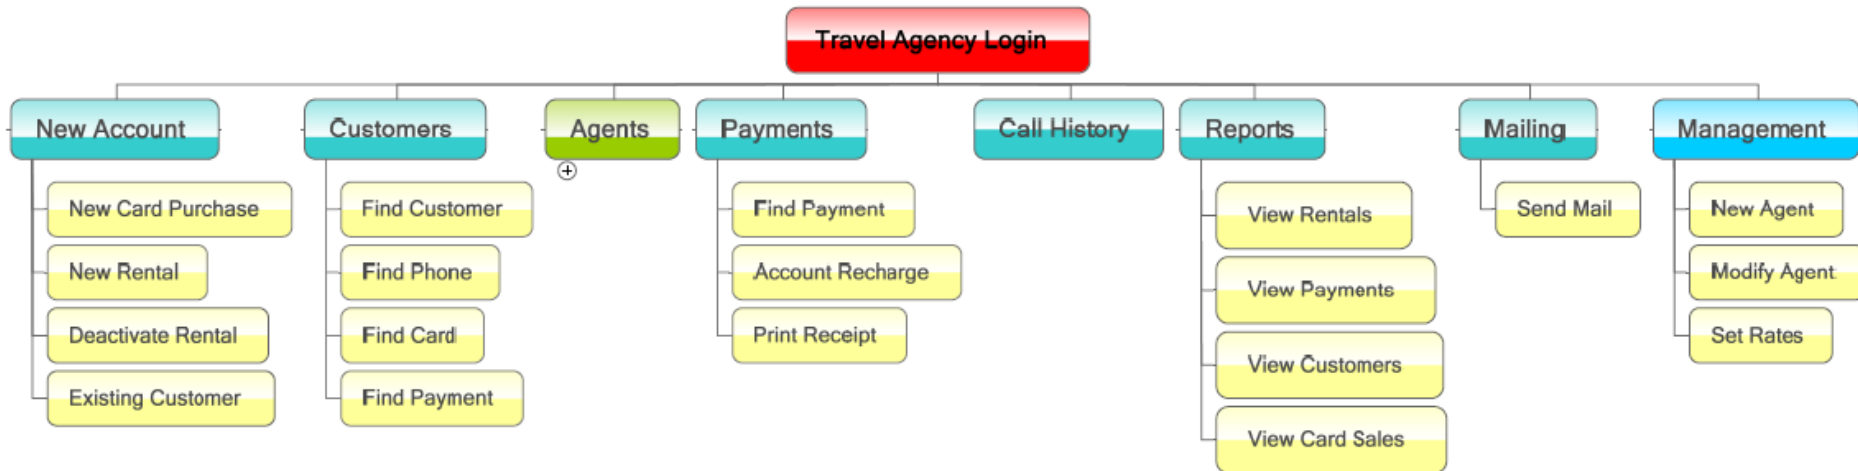 Travel Agency Login
New Account
Customers
Agents
Payments
Call History
Reports
Mailing
Management
New Card Purchase
New Rental
Deactivate Rental
Existing Customer
Find Customer
Find Phone
Find Card
Find Payment
Find Payment
Account Recharge
Print Receipt
View Rentals
View Payments
View Customers
View Card Sales
Send Mail
New Agent
Modify Agent
Set Rates